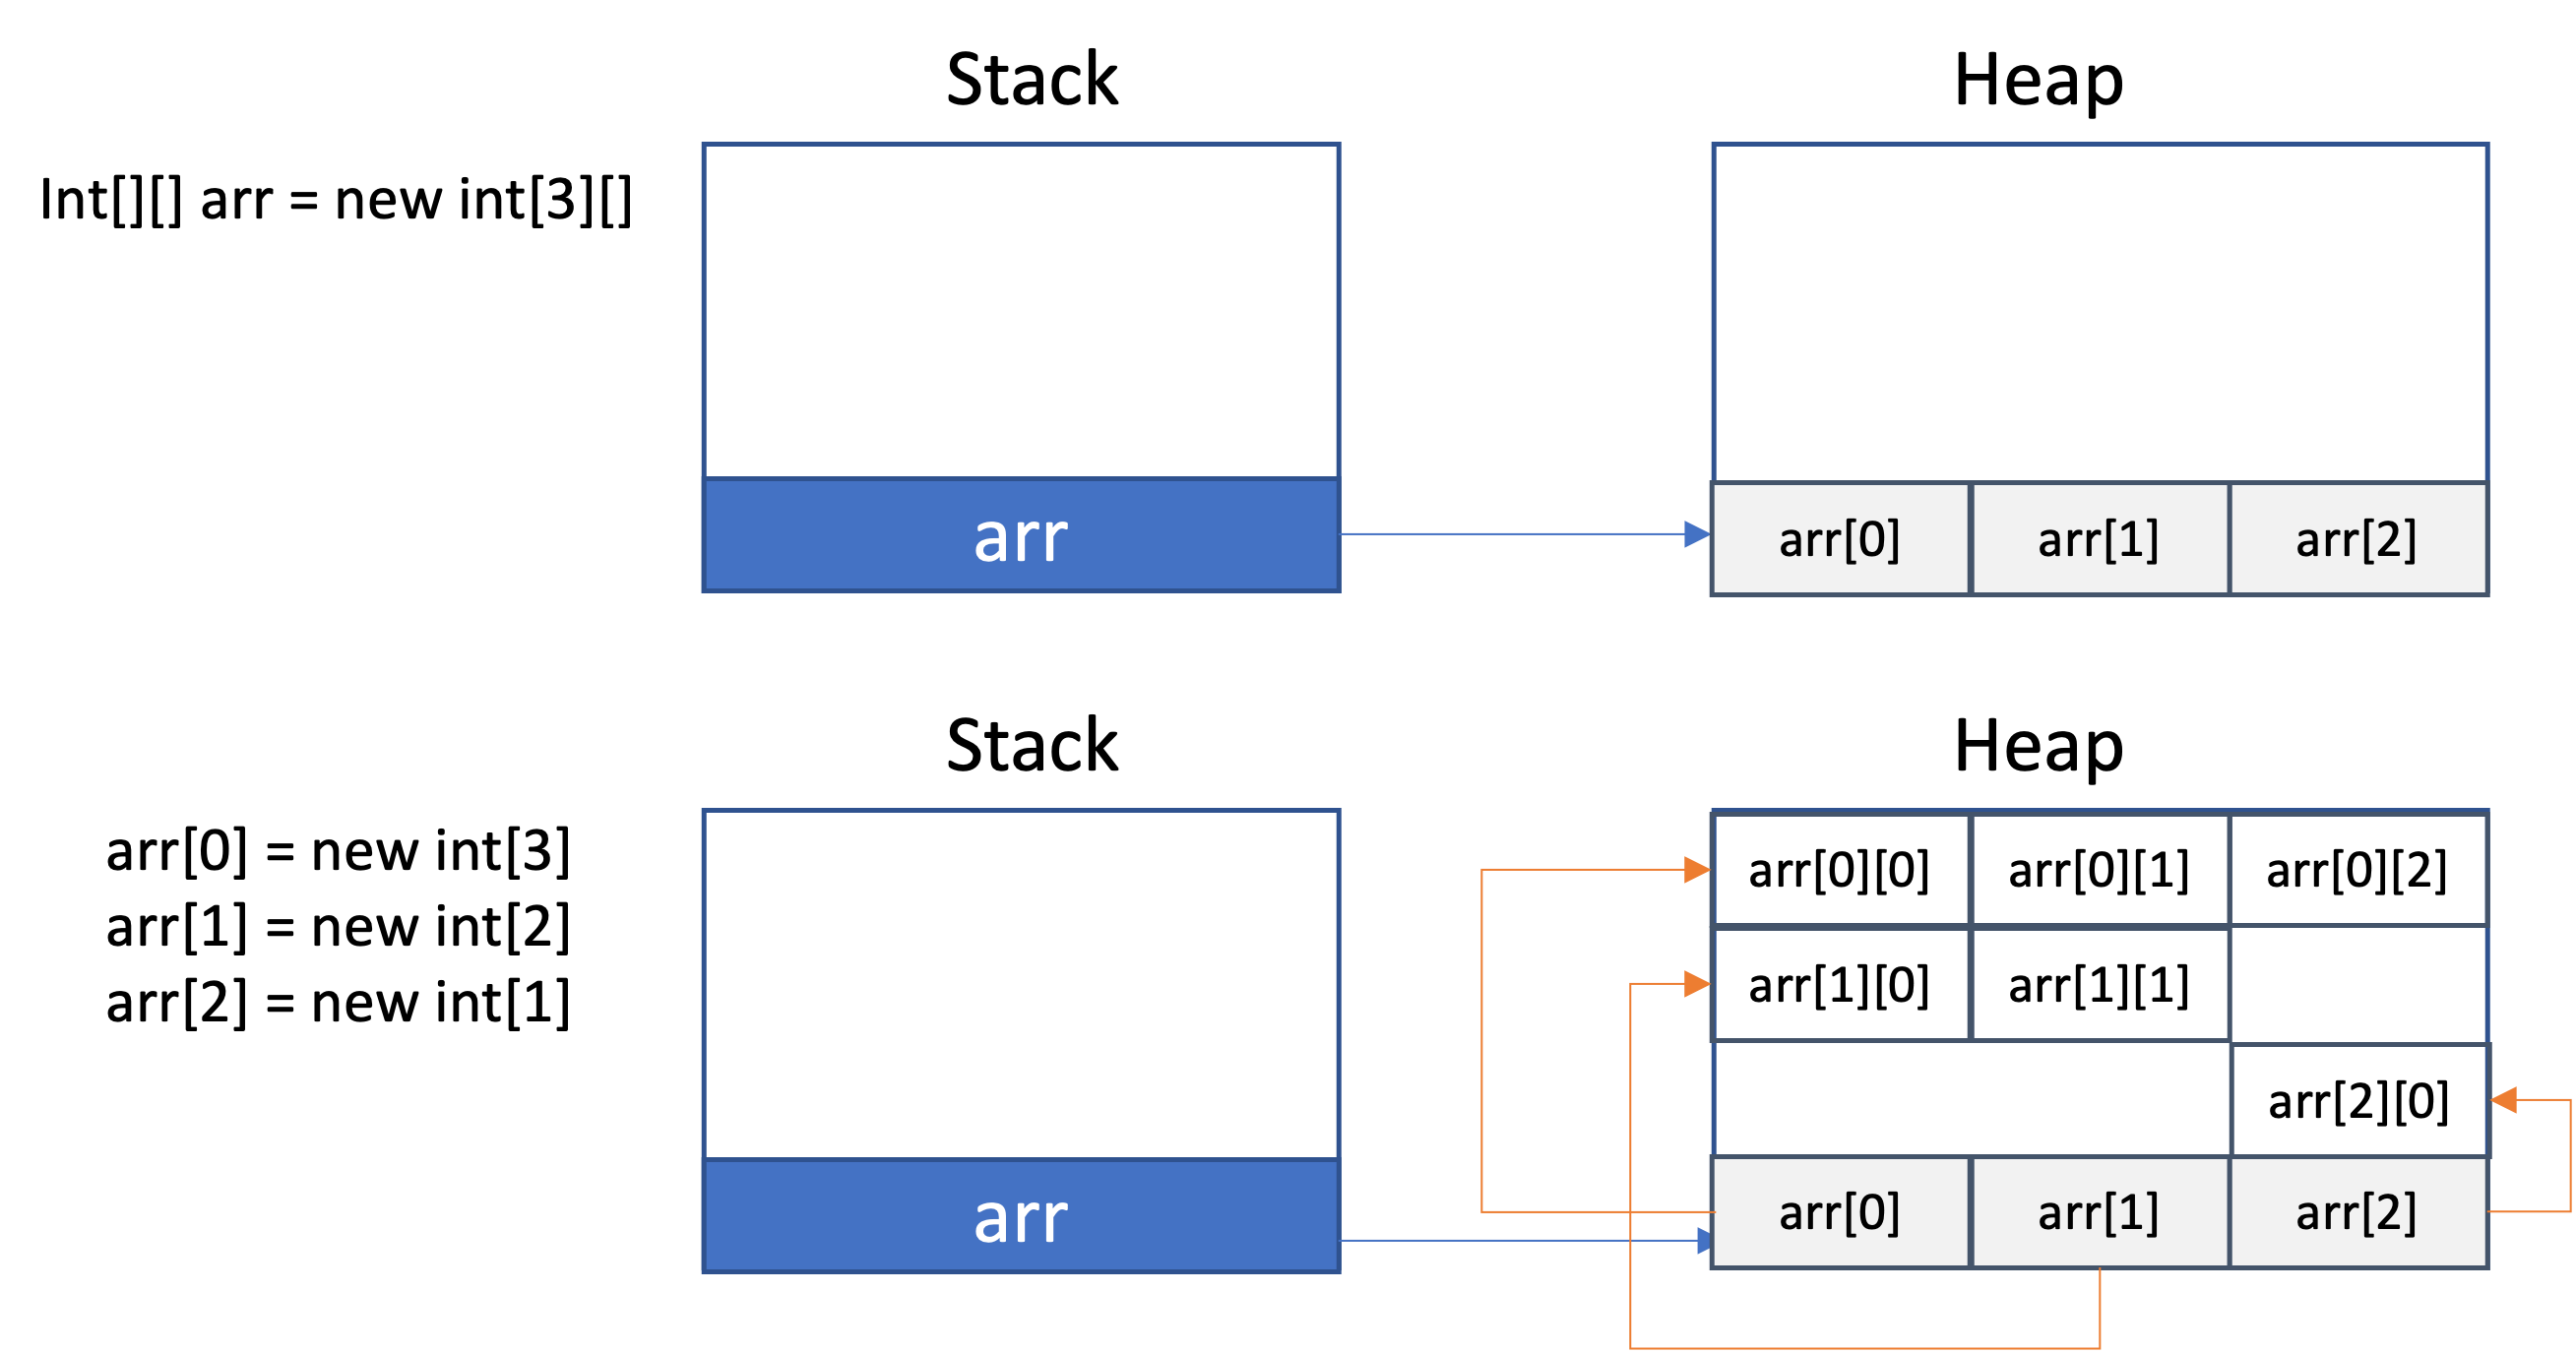 Stack
Heap
Int[][] arr = new int[3][]
arr
arr[0] arr[1] arr[2]
Stack
Heap
arr[0] = new int[3]
arr[1] = new int[2]
arr[2] = new int[1]
arr[0][0] arr[0][1] arr[0][2]
arr[1][0] arr[1][1]
arr[2][0]
arr
arr[0] arr[1] arr[2]